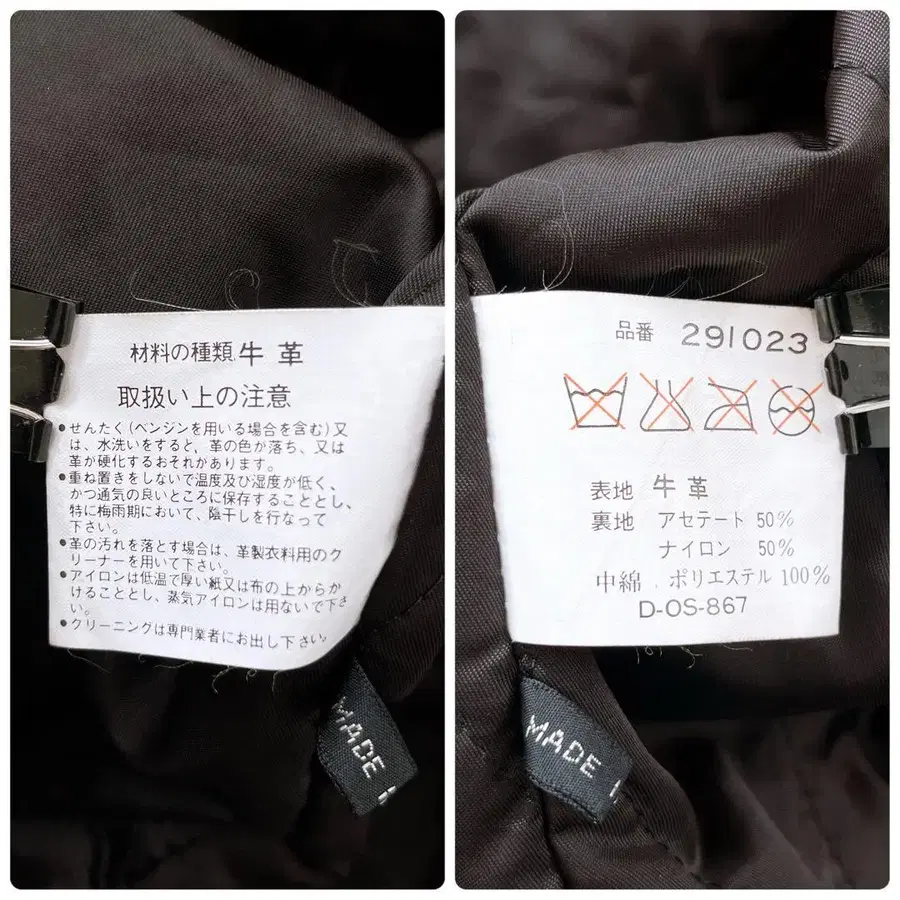 材料の種類.牛革
取扱い上の注意
●せんたく(ベンジンを用いる場合を含む)又
は、水洗いをすると、革の色が落ち、又は
革が硬化するおそれがあります。
●重ね置きをしないで温度及び湿度が低く、
かつ通気の良いところに保存することとし、
特に梅雨期において、陰干しを行なって
下さい。
●革の汚れを落とす場合は、革製衣料用のク
リーナーを用いて下さい。
●アイロンは低温で厚い紙又は布の上からか
けることとし、蒸気アイロンは用ないで下さ
い。
●クリーニングは専門業者にお出し下さい。
MADE
品番 291023
表地 牛革
裏地 アセテート 50%
ナイロン 50%
中綿 ポリエステル 100%
D-OS-867
MADE